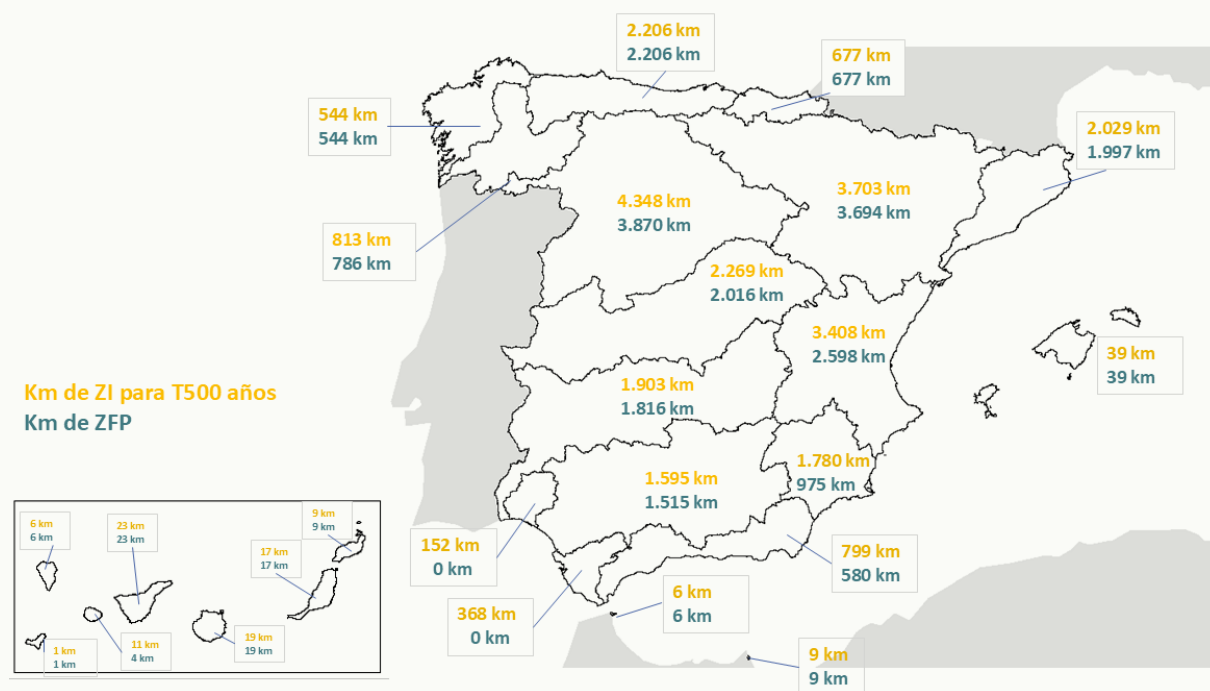 2.206 km
2.206 km
677 km
677 km
544 km
544 km
2.029 km
1.997 km
4.348 km
3.870 km
3.703 km
3.694 km
813 km
786 km
2.269 km
2.016 km
3.408 km
2.598 km
39 km
39 km
Km de ZI para T500 años
Km de ZFP
1.903 km
1.816 km
1.780 km
975 km
1.595 km
1.515 km
152 km
0 km
799 km
580 km
368 km
0 km
6 km
6 km
9 km
9 km
6 km
6 km
23 km
23 km
9 km
9 km
17 km
17 km
1 km
1 km
11 km
4 km
19 km
19 km